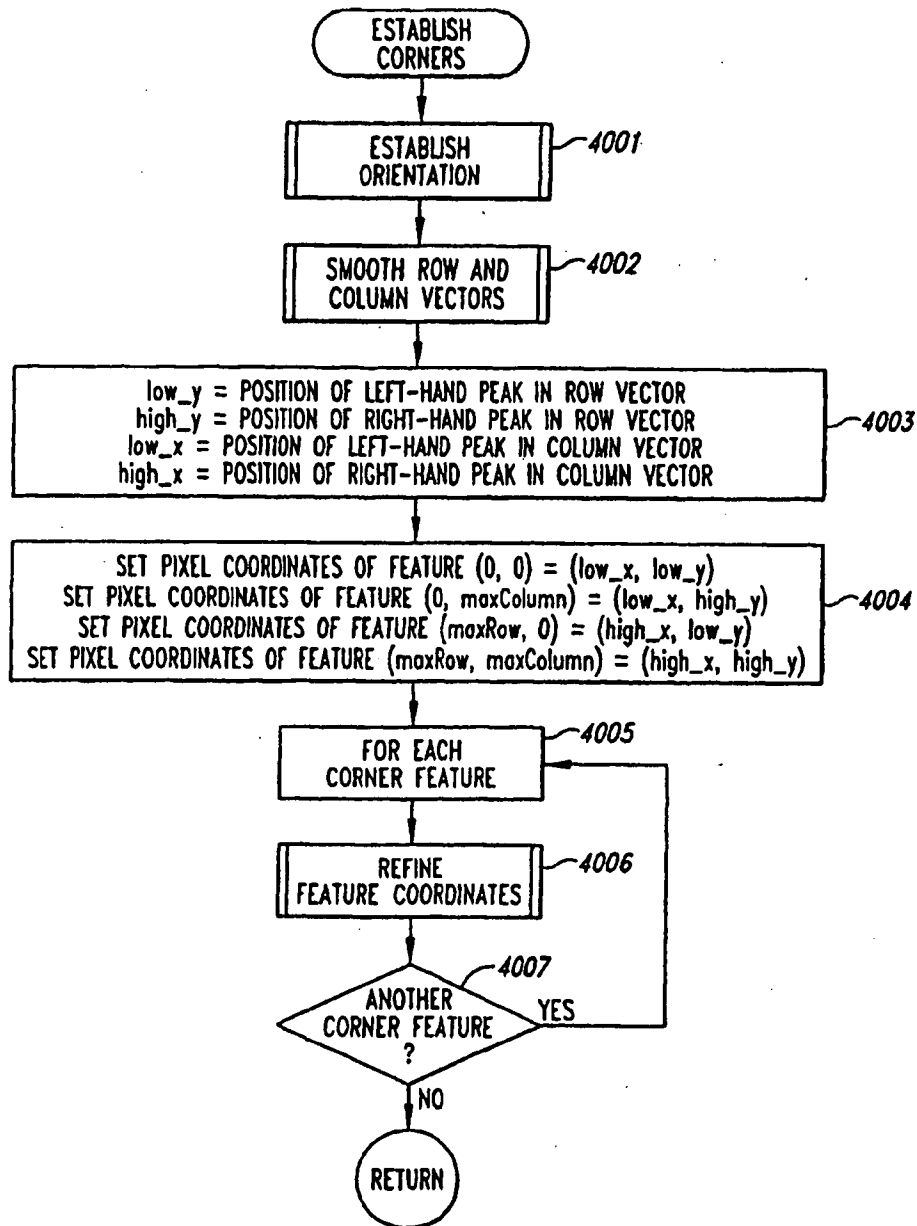 ESTABLISH
CORNERS
ESTABLISH
ORIENTATION
4001
SMOOTH ROW AND
COLUMN VECTORS
4002
low_y = POSITION OF LEFT-HAND PEAK IN ROW VECTOR
high_y = POSITION OF RIGHT-HAND PEAK IN ROW VECTOR
low_x = POSITION OF LEFT-HAND PEAK IN COLUMN VECTOR
high_x = POSITION OF RIGHT-HAND PEAK IN COLUMN VECTOR
4003
SET PIXEL COORDINATES OF FEATURE (0, 0) = (low_x, low_y)
SET PIXEL COORDINATES OF FEATURE (0, maxColumn) = (low_x, high_y)
SET PIXEL COORDINATES OF FEATURE (maxRow, 0) = (high_x, low_y)
SET PIXEL COORDINATES OF FEATURE (maxRow, maxColumn) = (high_x, high_y)
4004
FOR EACH
CORNER FEATURE
4005
REFINE
FEATURE COORDINATES
4006
4007
ANOTHER
CORNER FEATURE
?
YES
NO
RETURN